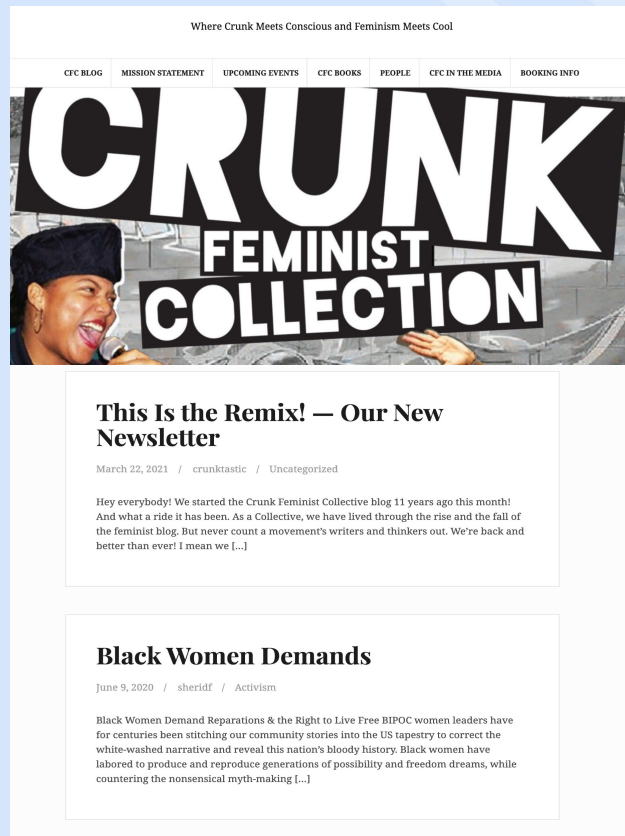 Where Crunk Meets Conscious and Feminism Meets Cool
CFC BLOG MISSION STATEMENT UPCOMING EVENTS CFC BOOKS PEOPLE CFC IN THE MEDIA BOOKING INFO
CRUNK
FEMINIST
COLLECTION
This Is the Remix! — Our New
Newsletter
March 22, 2021 / crunktastic / Uncategorized
Hey everybody! We started the Crunk Feminist Collective blog 11 years ago this month!
And what a ride it has been. As a Collective, we have lived through the rise and the fall of
the feminist blog. But never count a movement’s writers and thinkers out. We’re back and
better than ever! I mean we […]
Black Women Demands
June 9, 2020 / sheridf / Activism
Black Women Demand Reparations & the Right to Live Free BIPOC women leaders have
for centuries been stitching our community stories into the US tapestry to correct the
white-washed narrative and reveal this nation’s bloody history. Black women have
labored to produce and reproduce generations of possibility and freedom dreams, while
countering the nonsensical myth-making […]